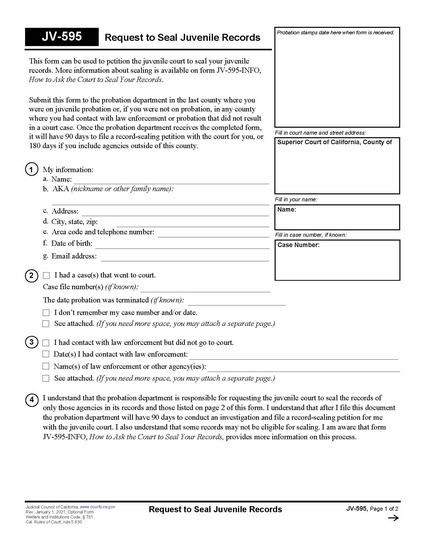 JV-595
Request to Seal Juvenile Records
Probation stamps date here when form is received.
This form can be used to petition the juvenile court to seal your juvenile
records. More information about sealing is available on form JV-595-INFO,
How to Ask the Court to Seal Your Records.
Submit this form to the probation department in the last county where you
were on juvenile probation or, if you were not on probation, in any county
where you had contact with law enforcement or probation that did not result
in a court case. Once the probation department receives the completed form,
it will have 90 days to file a record-sealing petition with the court for you, or
180 days if you include agencies outside of this county.
Fill in court name and street address:
Superior Court of California, County of
Fill in your name:
Name:
Fill in case number, if known:
Case Number:
1 My information:
a. Name:
b. AKA (nickname or other family name):
c. Address:
d. City, state, zip:
e. Area code and telephone number:
f. Date of birth:
g. Email address:
2 I had a case(s) that went to court.
Case file number(s) (if known):
The date probation was terminated (if known):
I don't remember my case number and/or date.
See attached. (If you need more space, you may attach a separate page.)
3 I had contact with law enforcement but did not go to court.
Date(s) I had contact with law enforcement:
Name(s) of law enforcement or other agency(ies):
See attached. (If you need more space, you may attach a separate page.)
4 I understand that the probation department is responsible for requesting the juvenile court to seal the records of
only those agencies in its records and those listed on page 2 of this form. I understand that after I file this document
the probation department will have 90 days to conduct an investigation and file a record-sealing petition for me
with the juvenile court. I also understand that some records may not be eligible for sealing. I am aware that form
JV-595-INFO, How to Ask the Court to Seal Your Records, provides more information on this process.
Judicial Council of California, www.courts.ca.gov
Rev. January 1, 2021, Optional Form
Welfare and Institutions Code, § 781
Cal. Rules of Court, rule 5.830
Request to Seal Juvenile Records
JV-595, Page 1 of 2